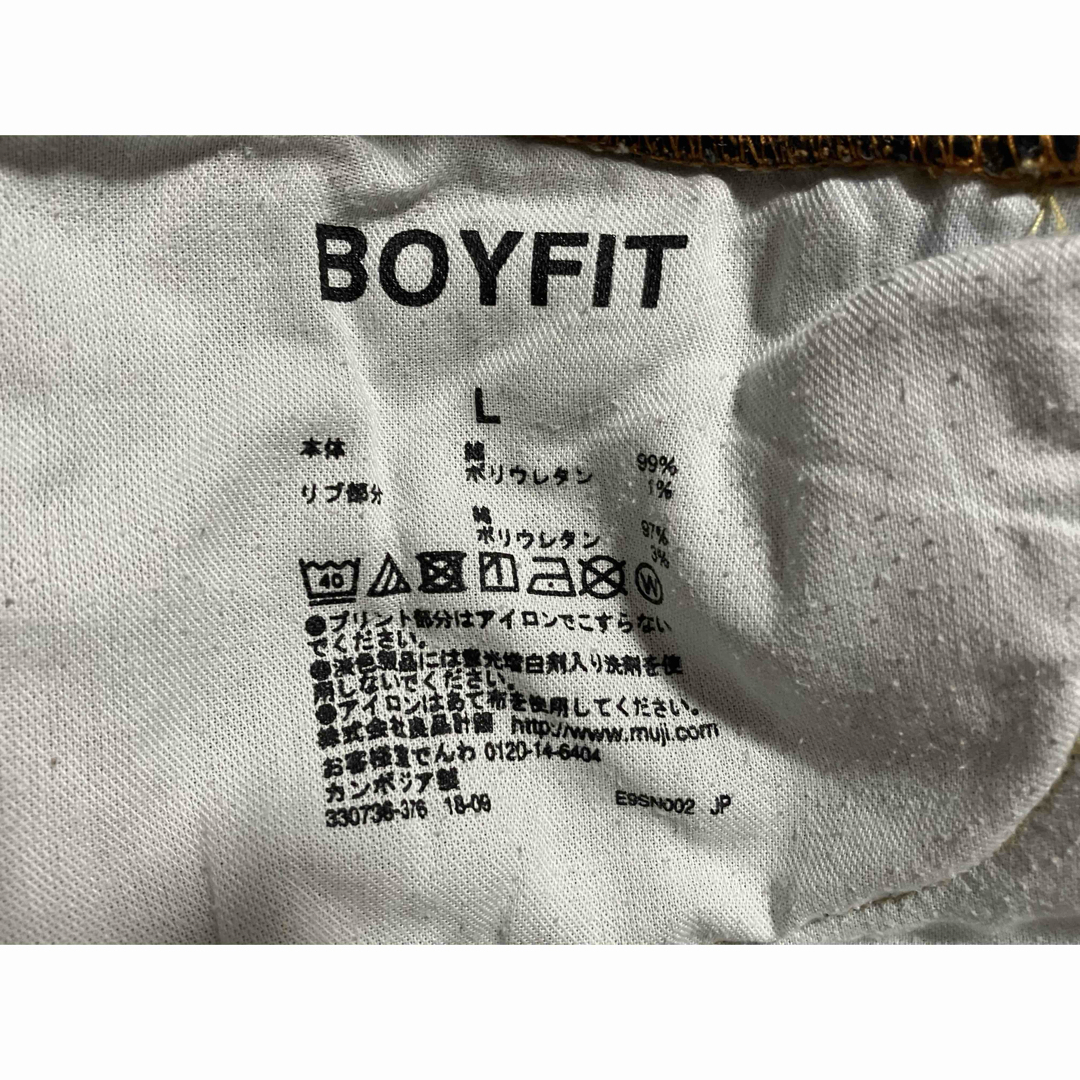 BOYFIT
L
本体 綿 99%
ポリウレタン 1%
リブ部分 綿 97%
ポリウレタン 3%
40 W
●プリント部分はアイロンでこすらない
でください。
●淡色製品には蛍光増白剤入り洗剤を使
用しないでください。
●アイロンはあて布を使用してください。
株式会社良品計画 http://www.muji.com
お客様室でんわ 0120-14-6404
カンボジア製
330736-376 18-09 E9SN002 JP